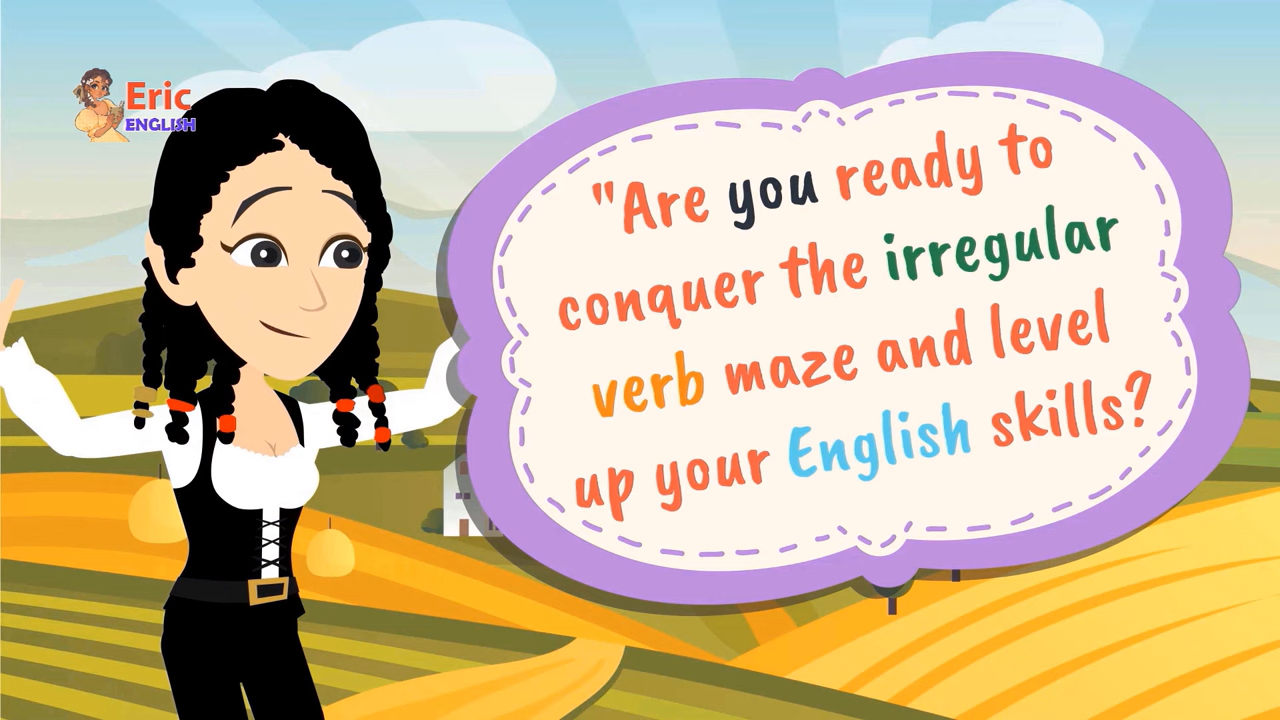 Eric
ENGLISH
"Are you ready to
conquer the irregular
verb maze and level
up your English skills?